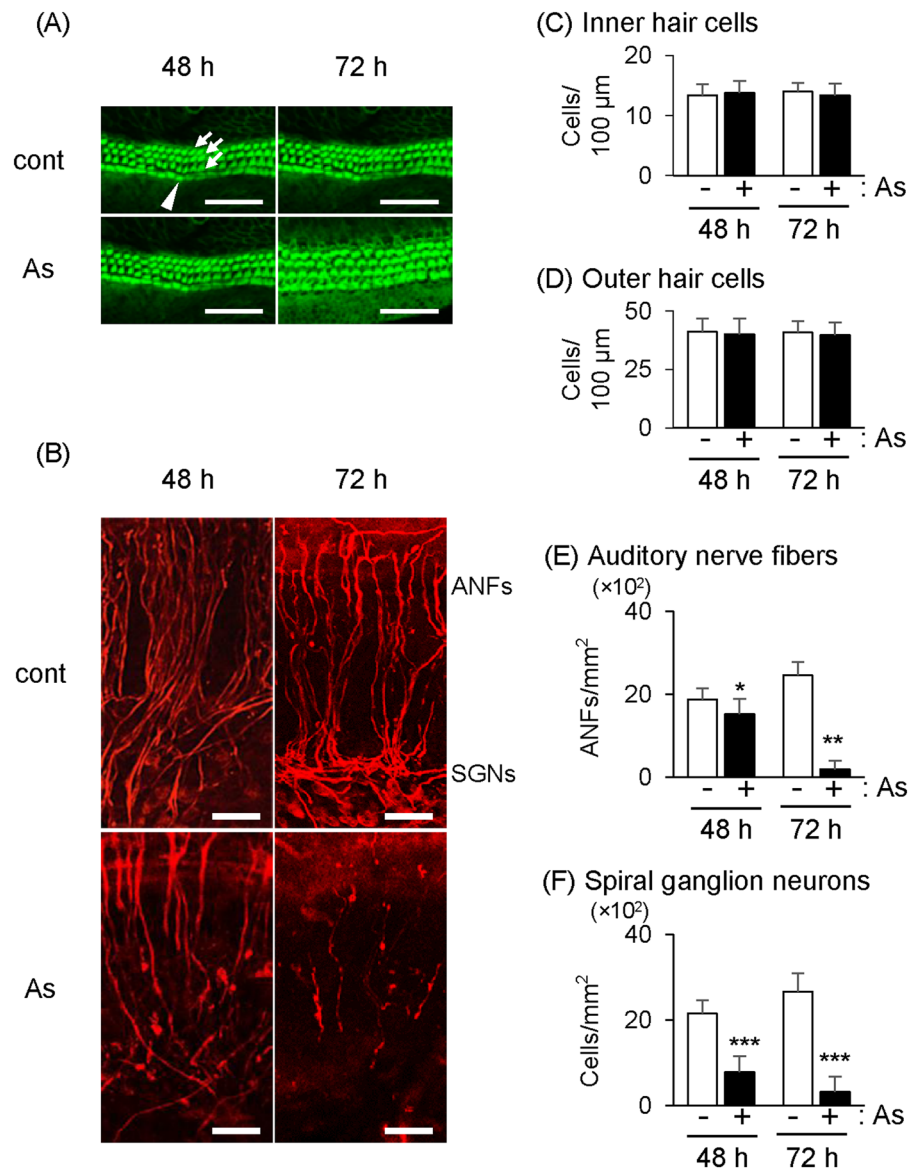 (A)
48 h 72 h
cont
As
(B)
48 h 72 h
cont
ANFs
SGNs
As
(C) Inner hair cells
Cells/
100 µm
20
10
0
- + - + : As
48 h 72 h
(D) Outer hair cells
Cells/
100 µm
50
25
0
- + - + : As
48 h 72 h
(E) Auditory nerve fibers
(×10²)
ANFs/mm²
40
20
0
*
**
- + - + : As
48 h 72 h
(F) Spiral ganglion neurons
(×10²)
Cells/mm²
40
20
0
***
***
- + - + : As
48 h 72 h